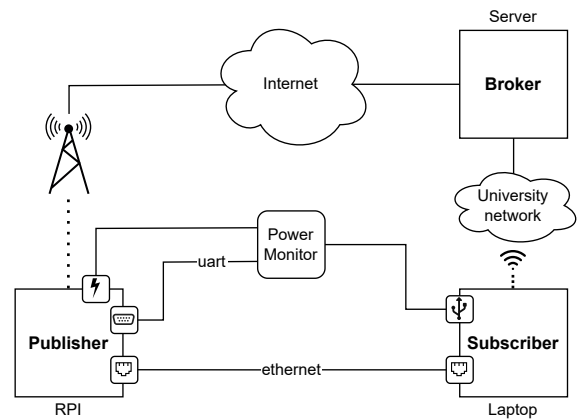 Server
Internet
Broker
University
network
Power
Monitor
uart
Publisher
Subscriber
ethernet
RPI
Laptop